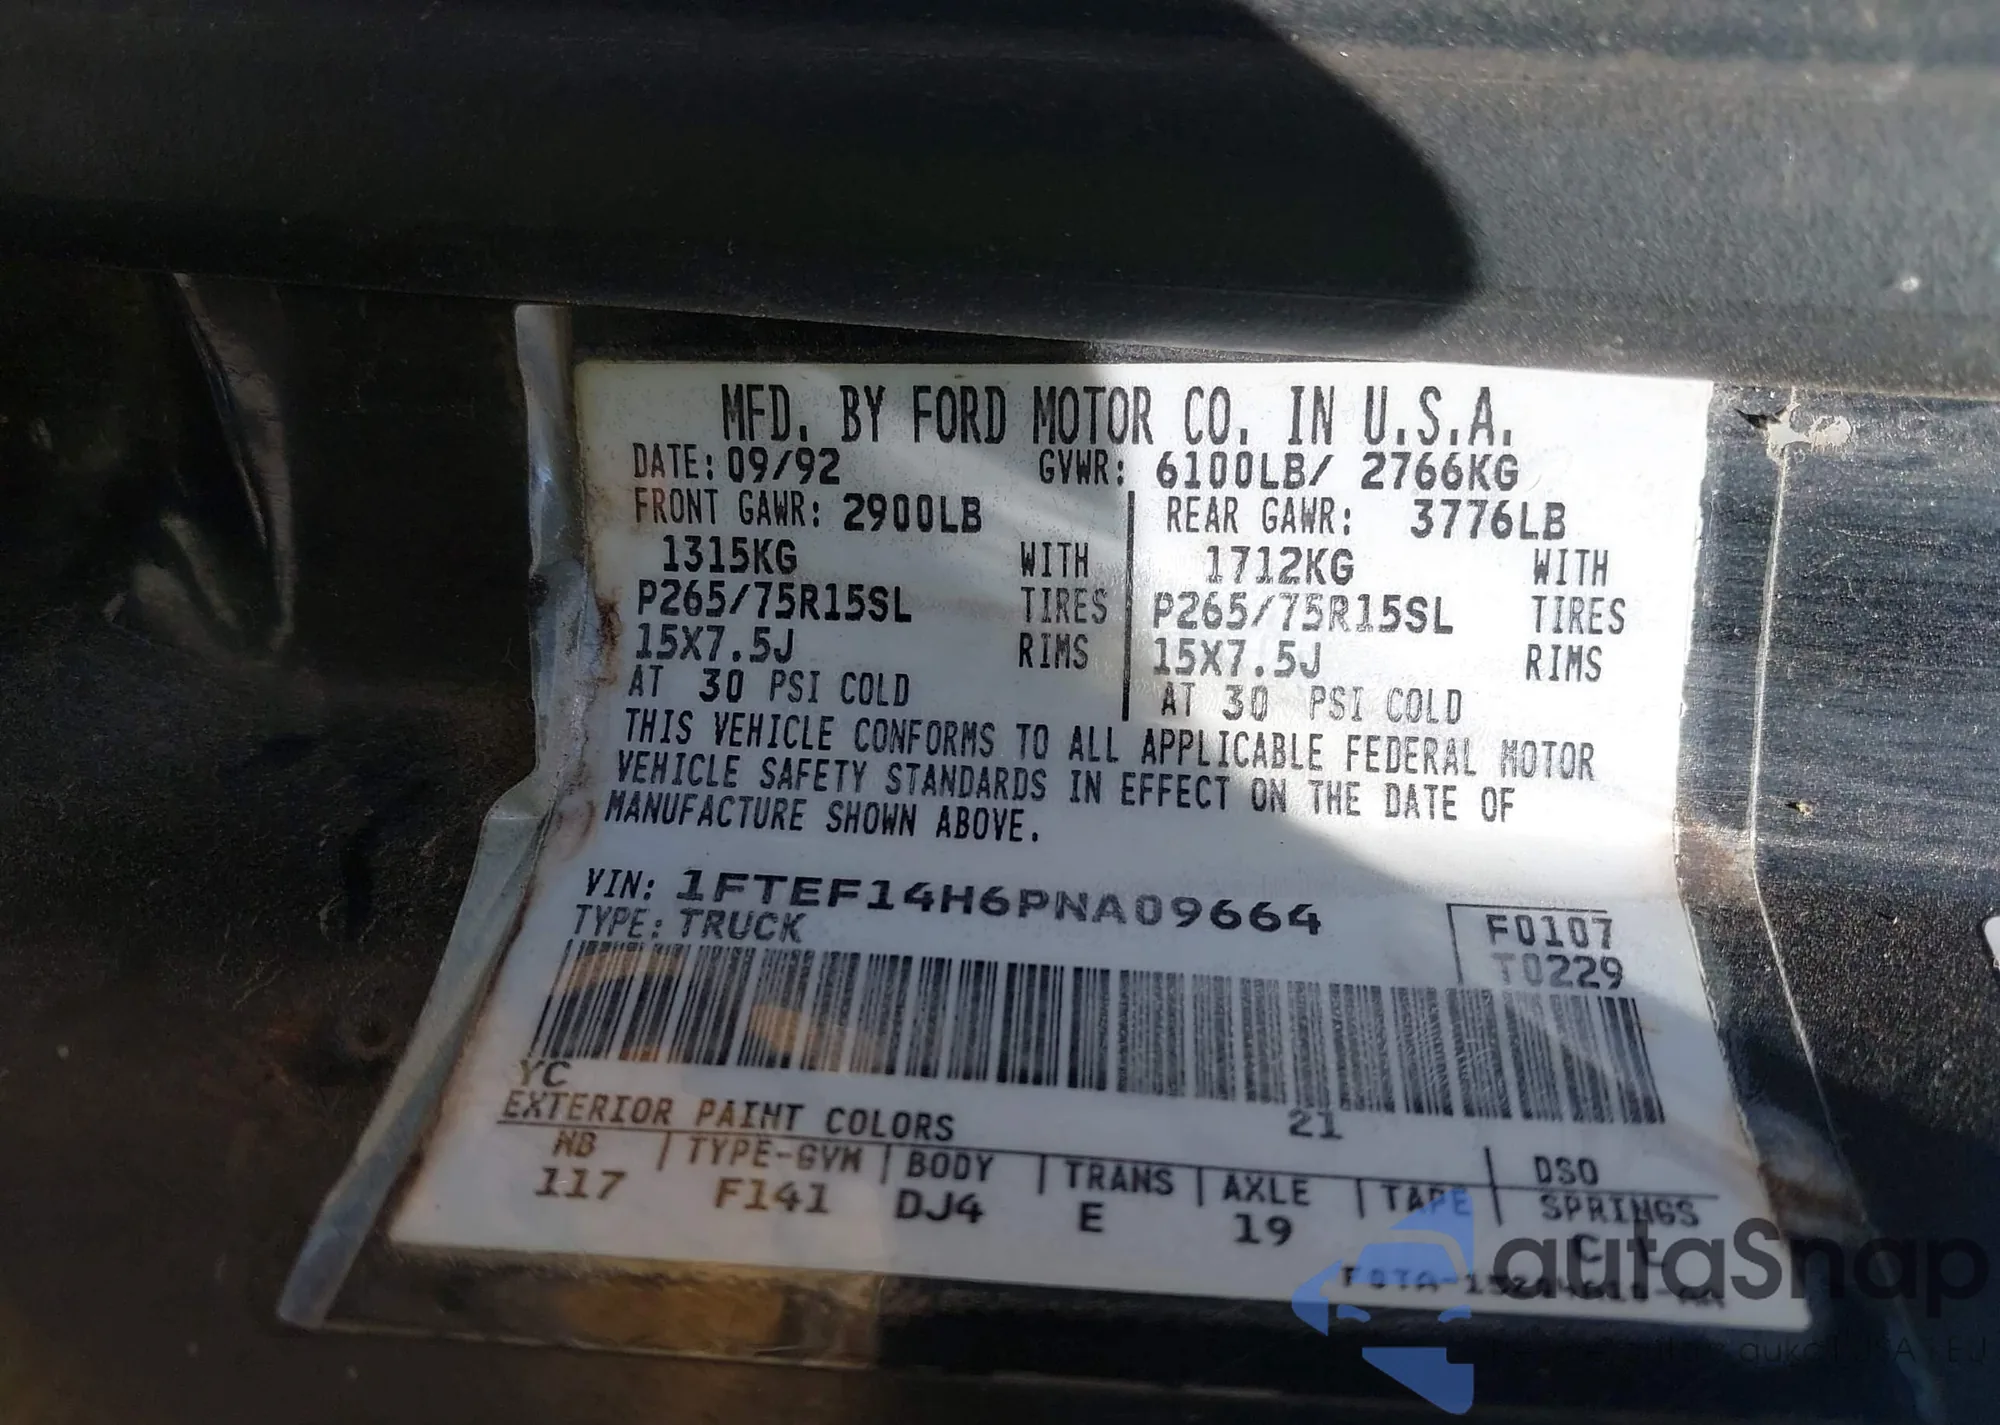 MFD. BY FORD MOTOR CO. IN U.S.A.
DATE: 09/92 GVWR: 6100LB/ 2766KG
FRONT GAWR: 2900LB REAR GAWR: 3776LB
1315KG WITH 1712KG WITH
P265/75R15SL TIRES P265/75R15SL TIRES
15X7.5J RIMS 15X7.5J RIMS
AT 30 PSI COLD AT 30 PSI COLD
THIS VEHICLE CONFORMS TO ALL APPLICABLE FEDERAL MOTOR
VEHICLE SAFETY STANDARDS IN EFFECT ON THE DATE OF
MANUFACTURE SHOWN ABOVE.
VIN: 1FTEF14H6PNA09664
TYPE: TRUCK
F0107
T0229
YC
EXTERIOR PAINT COLORS 21 DSO
WB TYPE-GVW BODY TRANS AXLE TAPE SPRINGS
117 F141 DJ4 E 19
autaSnap